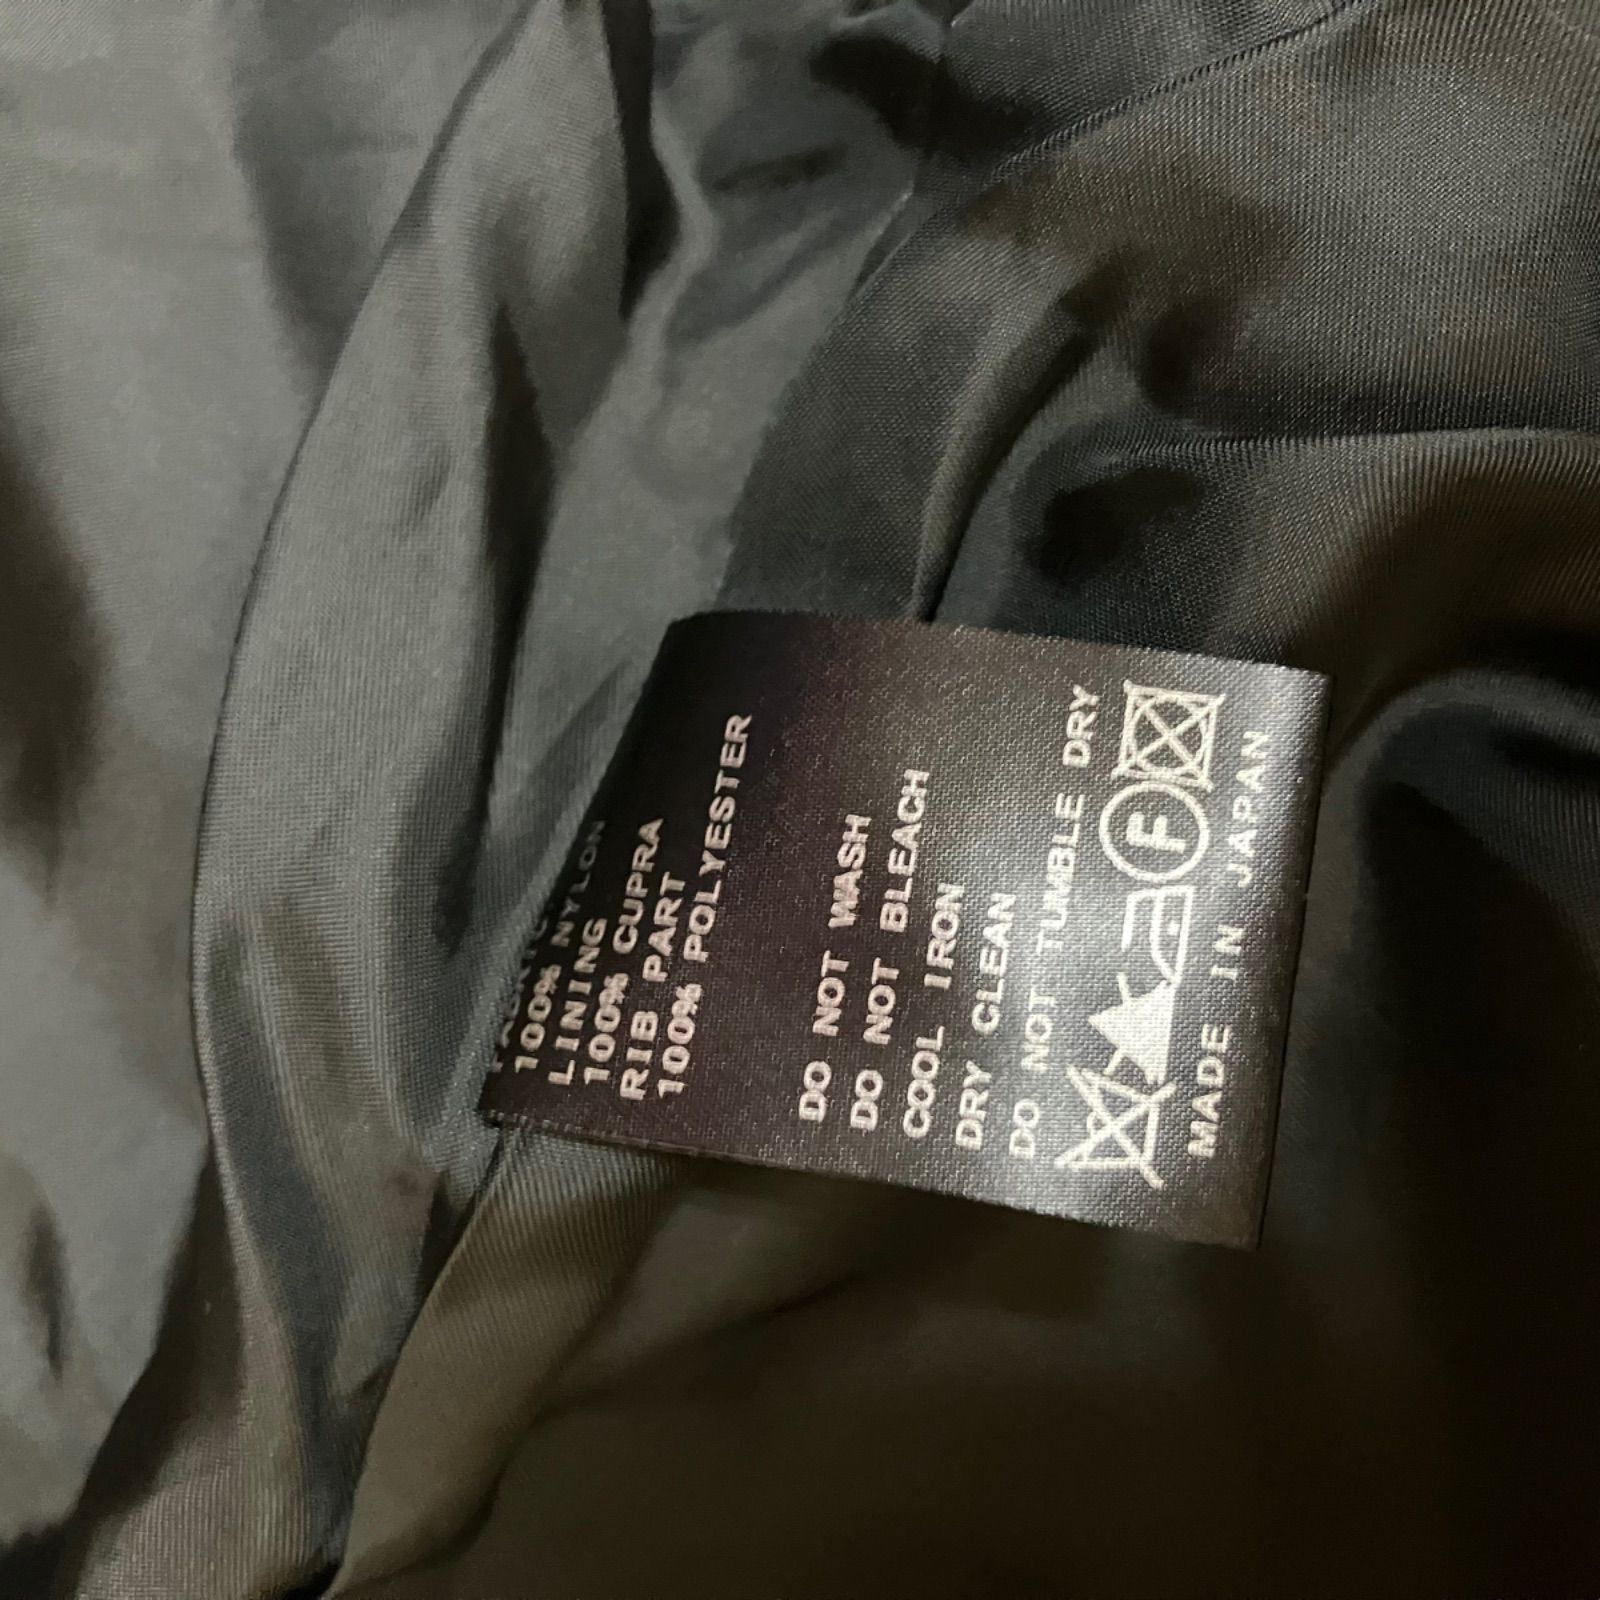 FABRIC
100% NYLON
LINING
100% CUPRA
RIB PART
100% POLYESTER
DO NOT WASH
DO NOT BLEACH
COOL IRON
DRY CLEAN
DO NOT TUMBLE DRY
F
MADE IN JAPAN